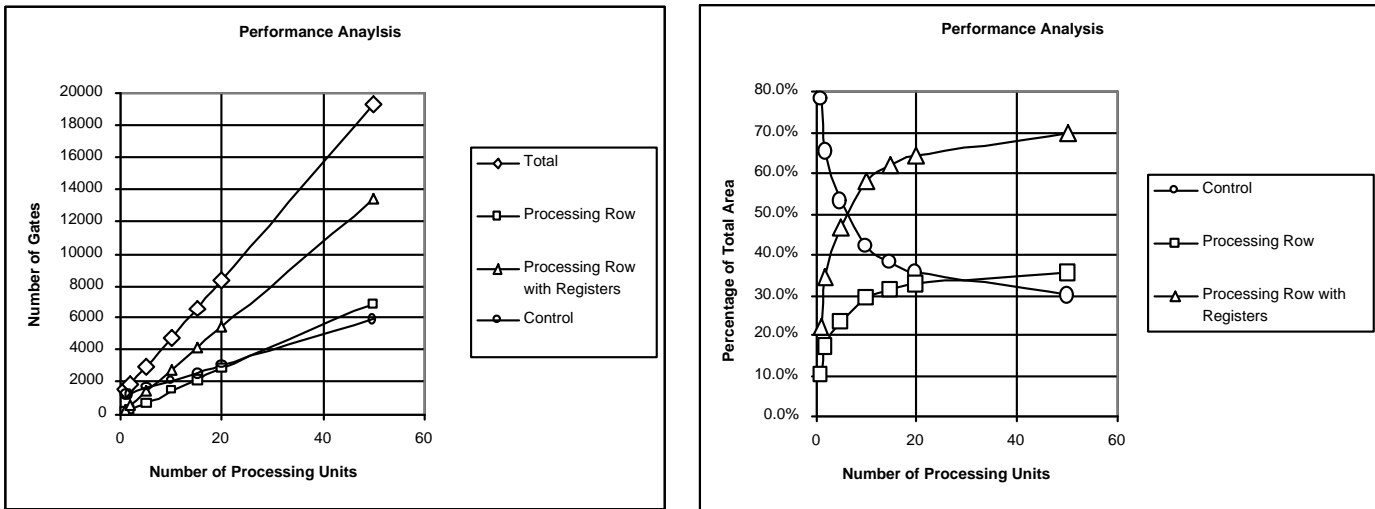 Performance Anaylsis
Number of Gates
20000
18000
16000
14000
12000
10000
8000
6000
4000
2000
0
0
20
40
60
Number of Processing Units
Total
Processing Row
Processing Row
with Registers
Control
Performance Analysis
Percentage of Total Area
80.0%
70.0%
60.0%
50.0%
40.0%
30.0%
20.0%
10.0%
0.0%
0
20
40
60
Number of Processing Units
Control
Processing Row
Processing Row with
Registers